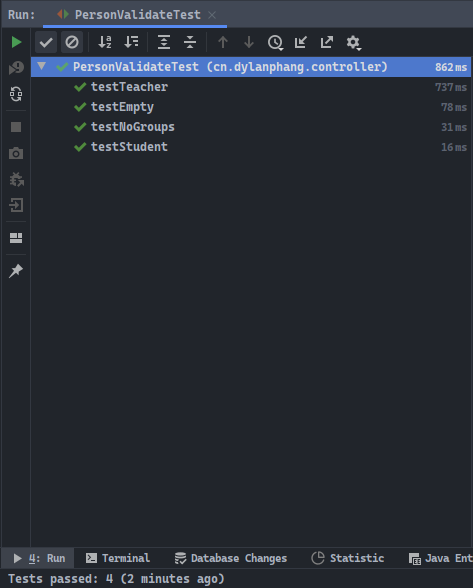 Run: PersonValidateTest
PersonValidateTest (cn.dylanphang.controller) 862 ms
testTeacher 737 ms
testEmpty 78 ms
testNoGroups 31 ms
testStudent 16 ms
4: Run Terminal Database Changes Statistic Java Ent
Tests passed: 4 (2 minutes ago)